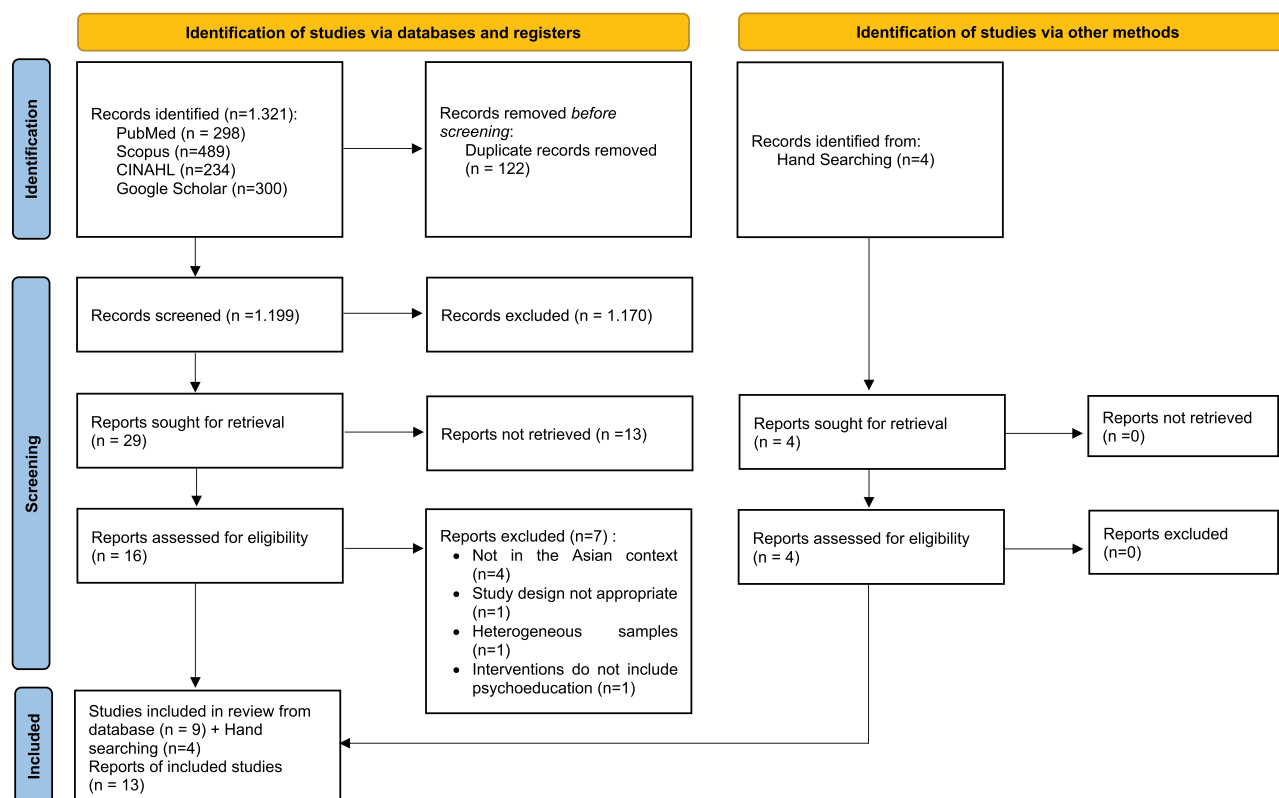 Identification of studies via databases and registers
Identification of studies via other methods
Identification
Records identified (n=1.321):
PubMed (n = 298)
Scopus (n=489)
CINAHL (n=234)
Google Scholar (n=300)
Records removed before
screening:
Duplicate records removed
(n = 122)
Records identified from:
Hand Searching (n=4)
Screening
Records screened (n =1.199)
Records excluded (n = 1.170)
Reports sought for retrieval
(n = 29)
Reports not retrieved (n =13)
Reports sought for retrieval
(n = 4)
Reports not retrieved
(n =0)
Reports assessed for eligibility
(n = 16)
Reports excluded (n=7) :
• Not in the Asian context
(n=4)
• Study design not appropriate
(n=1)
• Heterogeneous samples
(n=1)
• Interventions do not include
psychoeducation (n=1)
Reports assessed for eligibility
(n = 4)
Reports excluded
(n=0)
Included
Studies included in review from
database (n = 9) + Hand
searching (n=4)
Reports of included studies
(n = 13)